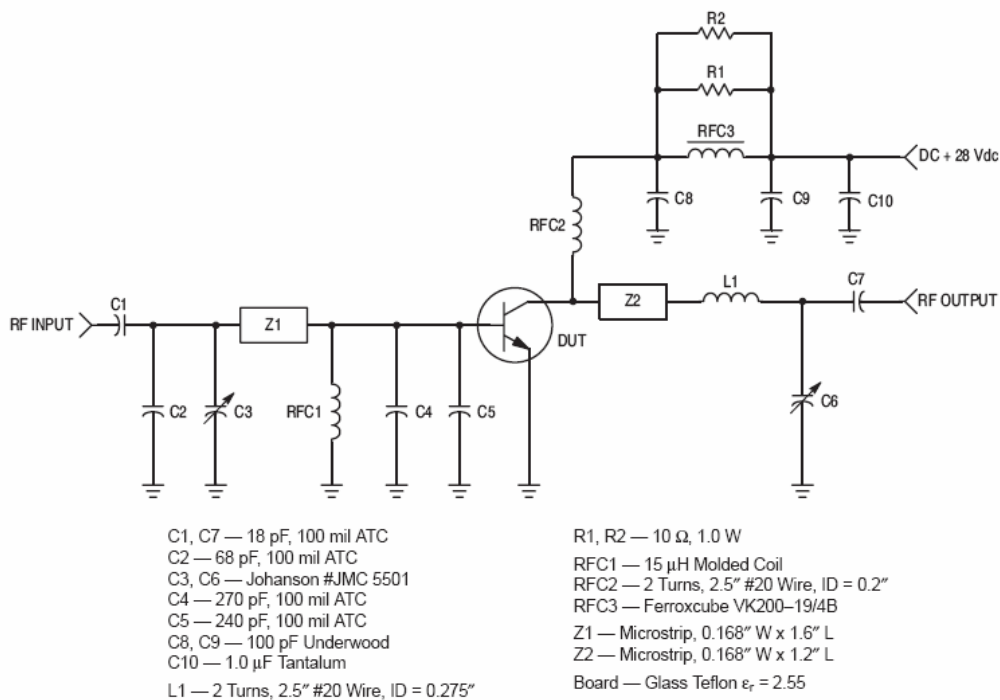 R2
R1
RFC3
DC + 28 Vdc
C8
C9
C10
RFC2
C1
RF INPUT
Z1
Z2
L1
C7
RF OUTPUT
DUT
C2
C3
RFC1
C4
C5
C6
C1, C7 — 18 pF, 100 mil ATC
C2 — 68 pF, 100 mil ATC
C3, C6 — Johanson #JMC 5501
C4 — 270 pF, 100 mil ATC
C5 — 240 pF, 100 mil ATC
C8, C9 — 100 pF Underwood
C10 — 1.0 μF Tantalum
L1 — 2 Turns, 2.5″ #20 Wire, ID = 0.275″
R1, R2 — 10 Ω, 1.0 W
RFC1 — 15 μH Molded Coil
RFC2 — 2 Turns, 2.5″ #20 Wire, ID = 0.2″
RFC3 — Ferroxcube VK200–19/4B
Z1 — Microstrip, 0.168″ W x 1.6″ L
Z2 — Microstrip, 0.168″ W x 1.2″ L
Board — Glass Teflon εr = 2.55